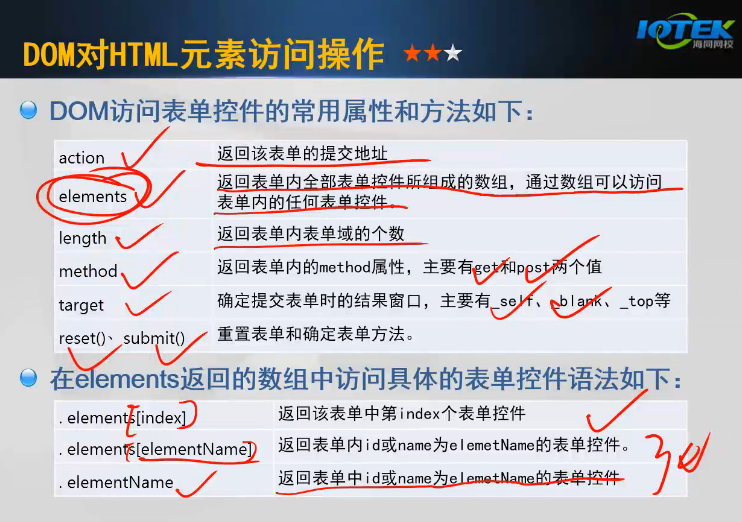 IOTEK
海同网校
DOM对HTML元素访问操作
DOM访问表单控件的常用属性和方法如下：
action 返回该表单的提交地址
elements 返回表单内全部表单控件所组成的数组，通过数组可以访问
表单内的任何表单控件。
length 返回表单内表单域的个数
method 返回表单内的method属性，主要有get和post两个值
target 确定提交表单时的结果窗口，主要有_self、_blank、_top等
reset()、submit() 重置表单和确定表单方法。
在elements返回的数组中访问具体的表单控件语法如下：
. elements[index] 返回该表单中第index个表单控件
. elements[elementName] 返回表单内id或name为elemetName的表单控件。
. elementName 返回表单中id或name为elemetName的表单控件